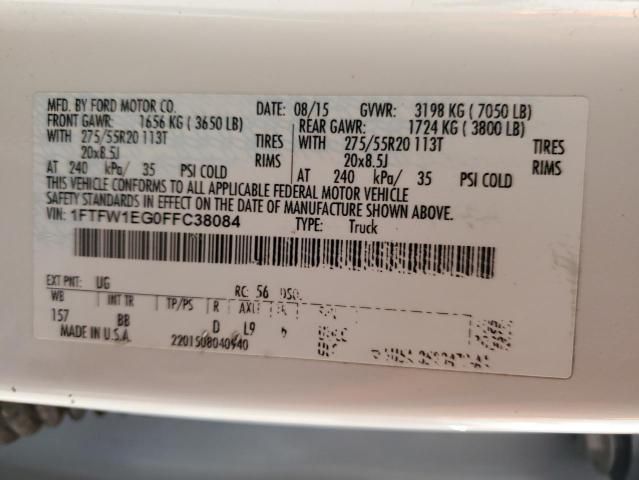 MFD. BY FORD MOTOR CO. DATE: 08/15 GVWR: 3198 KG ( 7050 LB)
FRONT GAWR: 1656 KG ( 3650 LB) REAR GAWR: 1724 KG ( 3800 LB)
WITH 275/55R20 113T TIRES WITH 275/55R20 113T TIRES
20x8.5J RIMS 20x8.5J RIMS
AT 240 kPa/ 35 PSI COLD AT 240 kPa/ 35 PSI COLD
THIS VEHICLE CONFORMS TO ALL APPLICABLE FEDERAL MOTOR VEHICLE
SAFETY STANDARDS IN EFFECT ON THE DATE OF MANUFACTURE SHOWN ABOVE.
VIN: 1FTFW1EG0FFC38084 TYPE: Truck
EXT PNT: UG RC: 56 DSO:
WB INT TR TP/PS R AXLE
157 BB D L9
MADE IN U.S.A. 2201508040940